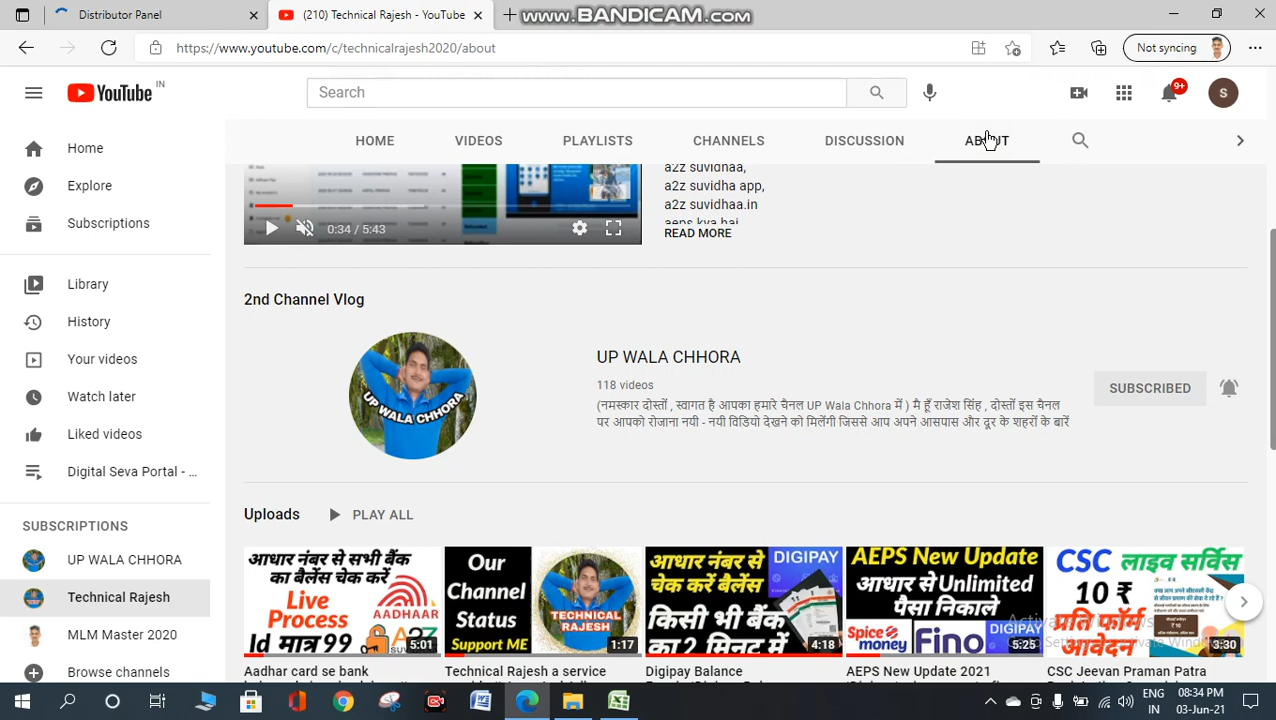 Distributor Panel
(210) Technical Rajesh - YouTube
www.BANDICAM.com
https://www.youtube.com/c/technicalrajesh2020/about
Not syncing
YouTube IN
Search
9+
S
HOME VIDEOS PLAYLISTS CHANNELS DISCUSSION ABOUT
Home
Explore
Subscriptions
Library
History
Your videos
Watch later
Liked videos
Digital Seva Portal - ...
SUBSCRIPTIONS
UP WALA CHHORA
Technical Rajesh
MLM Master 2020
Browse channels
0:34 / 5:43
a2z suvidhaa,
a2z suvidha app,
a2z suvidhaa.in
aeps kya hai
READ MORE
2nd Channel Vlog
UP WALA CHHORA
UP WALA CHHORA
118 videos
(नमस्कार दोस्तों , स्वागत है आपका हमारे चैनल UP Wala Chhora में ) मै हूँ राजेश सिंह , दोस्तों इस चैनल
पर आपको रोजाना नयी - नयी विडियो देखने को मिलेंगी जिससे आप अपने आसपास और दूर के शहरों के बारें
SUBSCRIBED
Uploads PLAY ALL
आधार नंबर से सभी बैंक
का बैलेंस चेक करें
Live
Process
Id मात्र99
AADHAAR
A2Z
5:01
Our
Channel
Status
Support ME
TECHNICAL
RAJESH
1:17
आधार नंबर से
चेक करें बैलेंस
DIGIPAY
किसी भी बैंक
का 2 मिनट में
4:18
AEPS New Update
आधार से Unlimited
पैसा निकाले
Spice money
Fino
DIGIPAY
5:25
CSC लाइव सर्विस
10 ₹
प्रति फॉर्म
आवेदन
3:30
Aadhar card se bank
Technical Rajesh a service
Digipay Balance
AEPS New Update 2021
CSC Jeevan Praman Patra
ENG
IN
08:34 PM
03-Jun-21